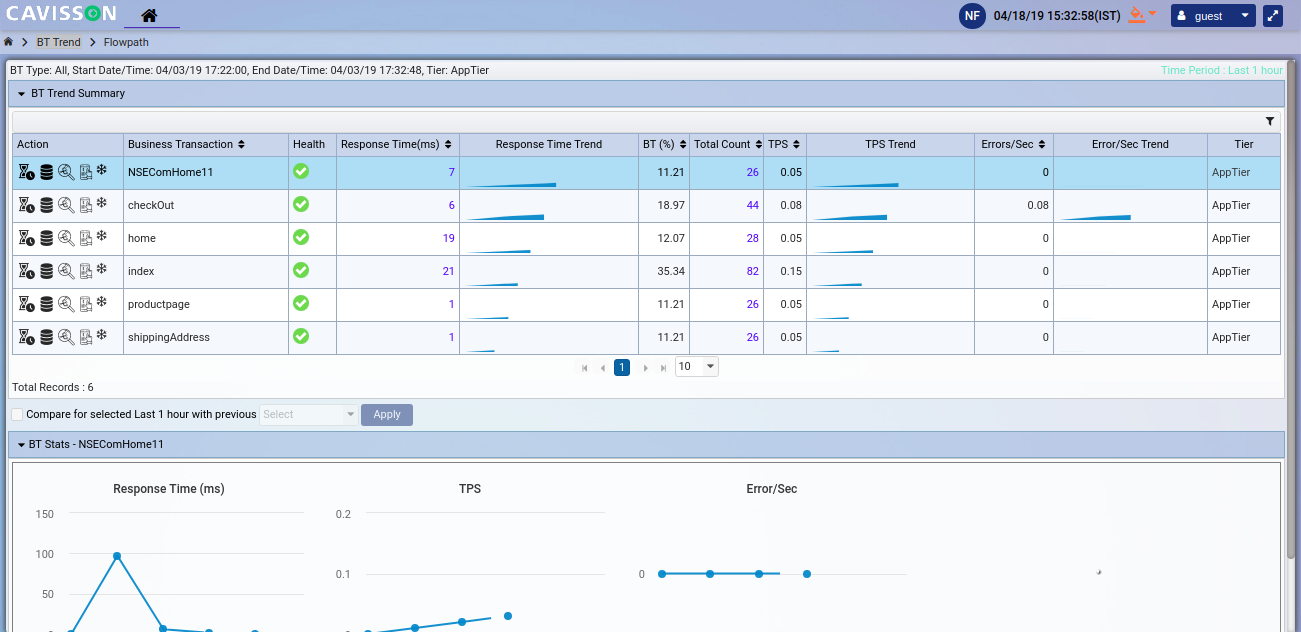 CAVISSON
NF 04/18/19 15:32:58(IST) guest
BT Trend Flowpath
BT Type: All, Start Date/Time: 04/03/19 17:22:00, End Date/Time: 04/03/19 17:32:48, Tier: AppTier Time Period : Last 1 hour
BT Trend Summary
Action Business Transaction Health Response Time(ms) Response Time Trend BT (%) Total Count TPS TPS Trend Errors/Sec Error/Sec Trend Tier
NSEComHome11 7 11.21 26 0.05 0 AppTier
checkOut 6 18.97 44 0.08 0.08 AppTier
home 19 12.07 28 0.05 0 AppTier
index 21 35.34 82 0.15 0 AppTier
productpage 1 11.21 26 0.05 0 AppTier
shippingAddress 1 11.21 26 0.05 0 AppTier
1 10
Total Records : 6
Compare for selected Last 1 hour with previous Select Apply
BT Stats - NSEComHome11
Response Time (ms) TPS Error/Sec
150 0.2
100 0.1 0
50